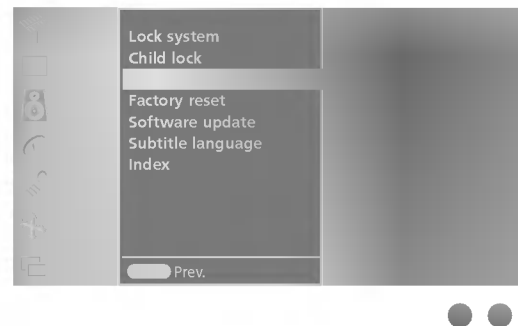 Lock system
Child lock
Factory reset
Software update
Subtitle language
Index
Prev.